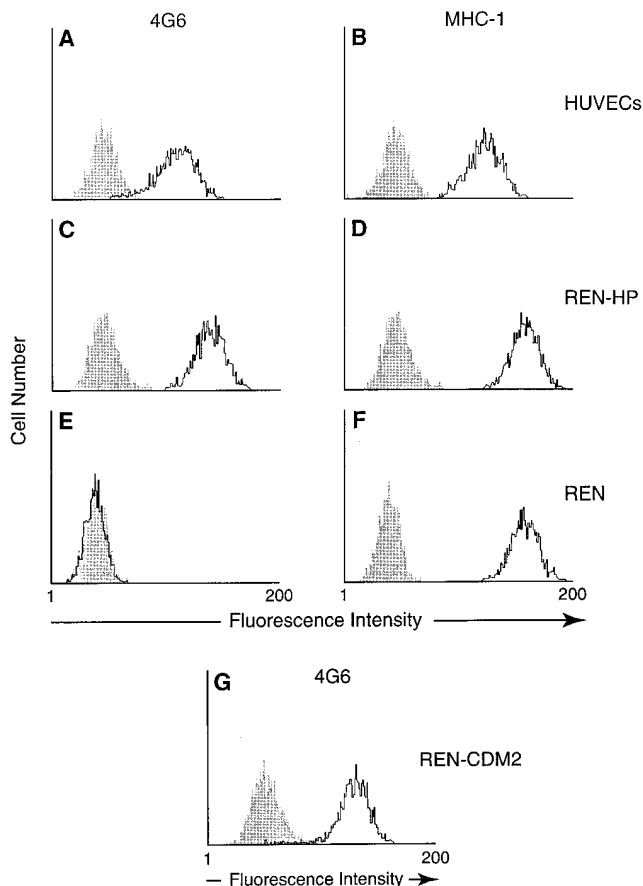 4G6
MHC-1
A
B
HUVECs
C
D
REN-HP
Cell Number
E
F
REN
1
200
1
200
Fluorescence Intensity
4G6
G
REN-CDM2
1
200
Fluorescence Intensity